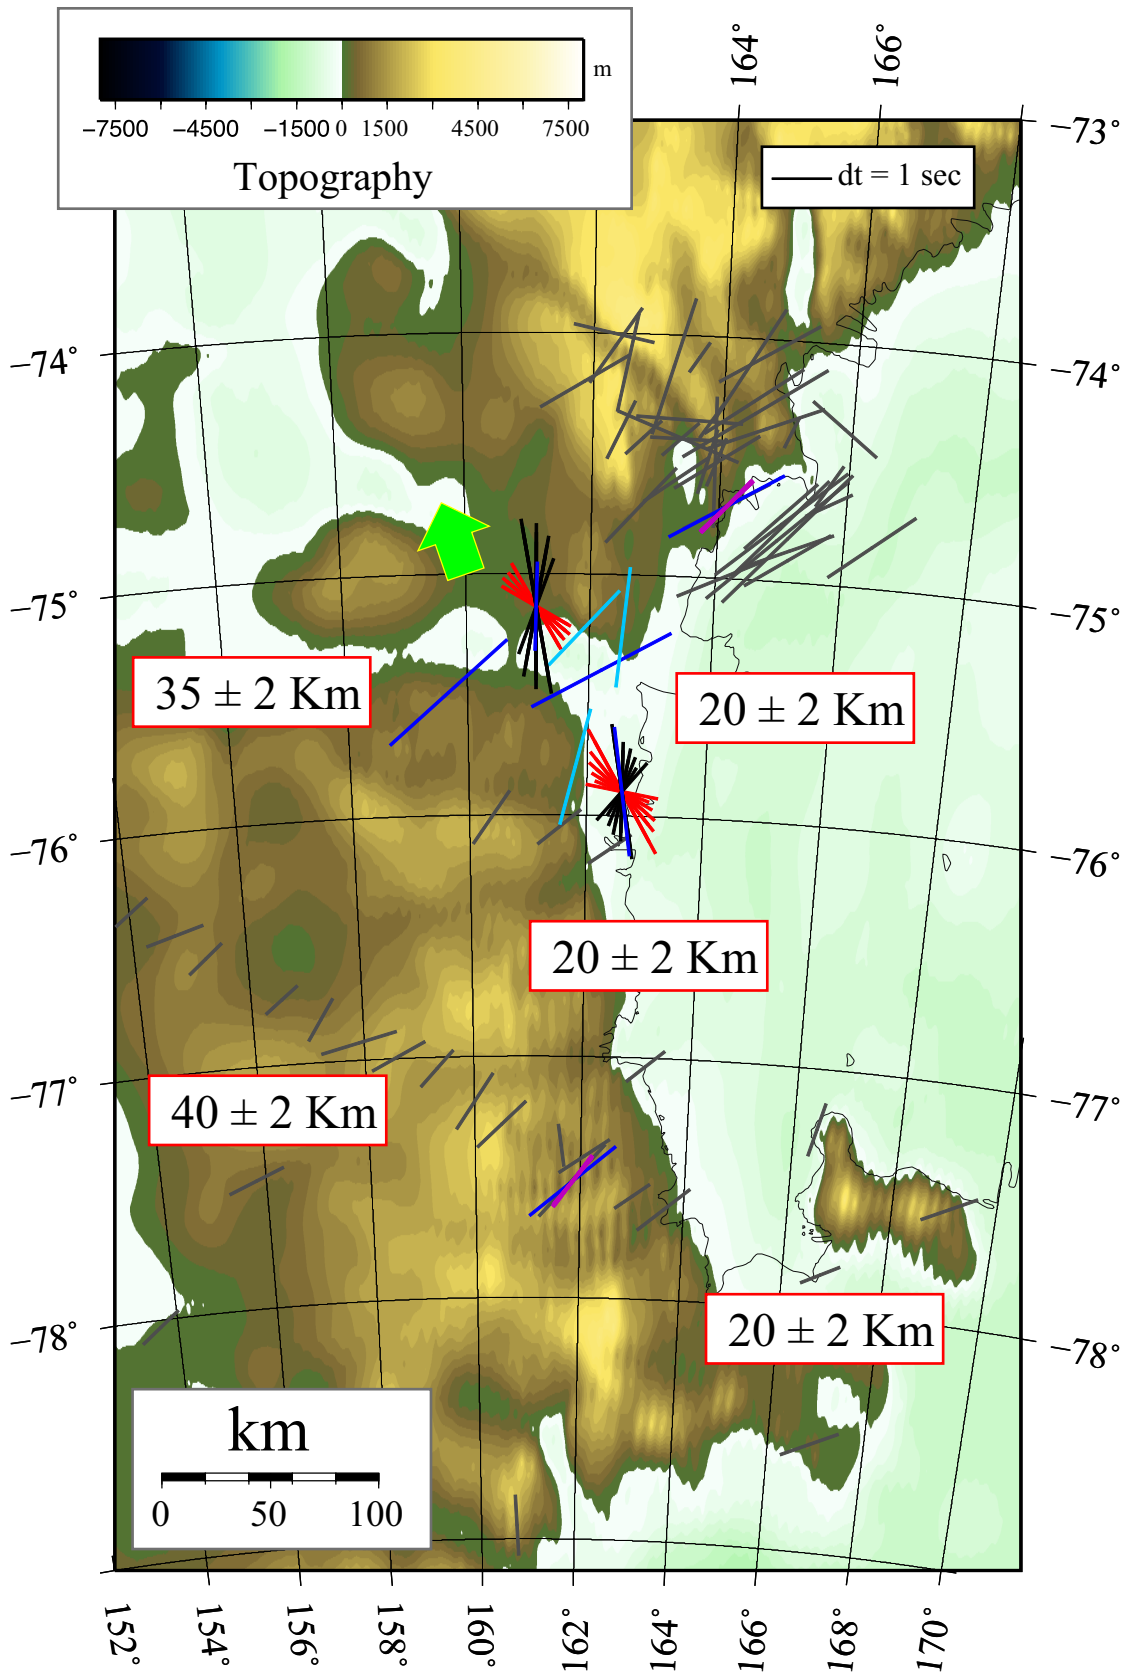 m
−7500 −4500 −1500 0 1500 4500 7500
Topography
164° 166°
dt = 1 sec
−73°
−74° −74°
−75° −75°
35 ± 2 Km
20 ± 2 Km
−76° −76°
20 ± 2 Km
−77° −77°
40 ± 2 Km
20 ± 2 Km
−78° −78°
km
0 50 100
152° 154° 156° 158° 160° 162° 164° 166° 168° 170°